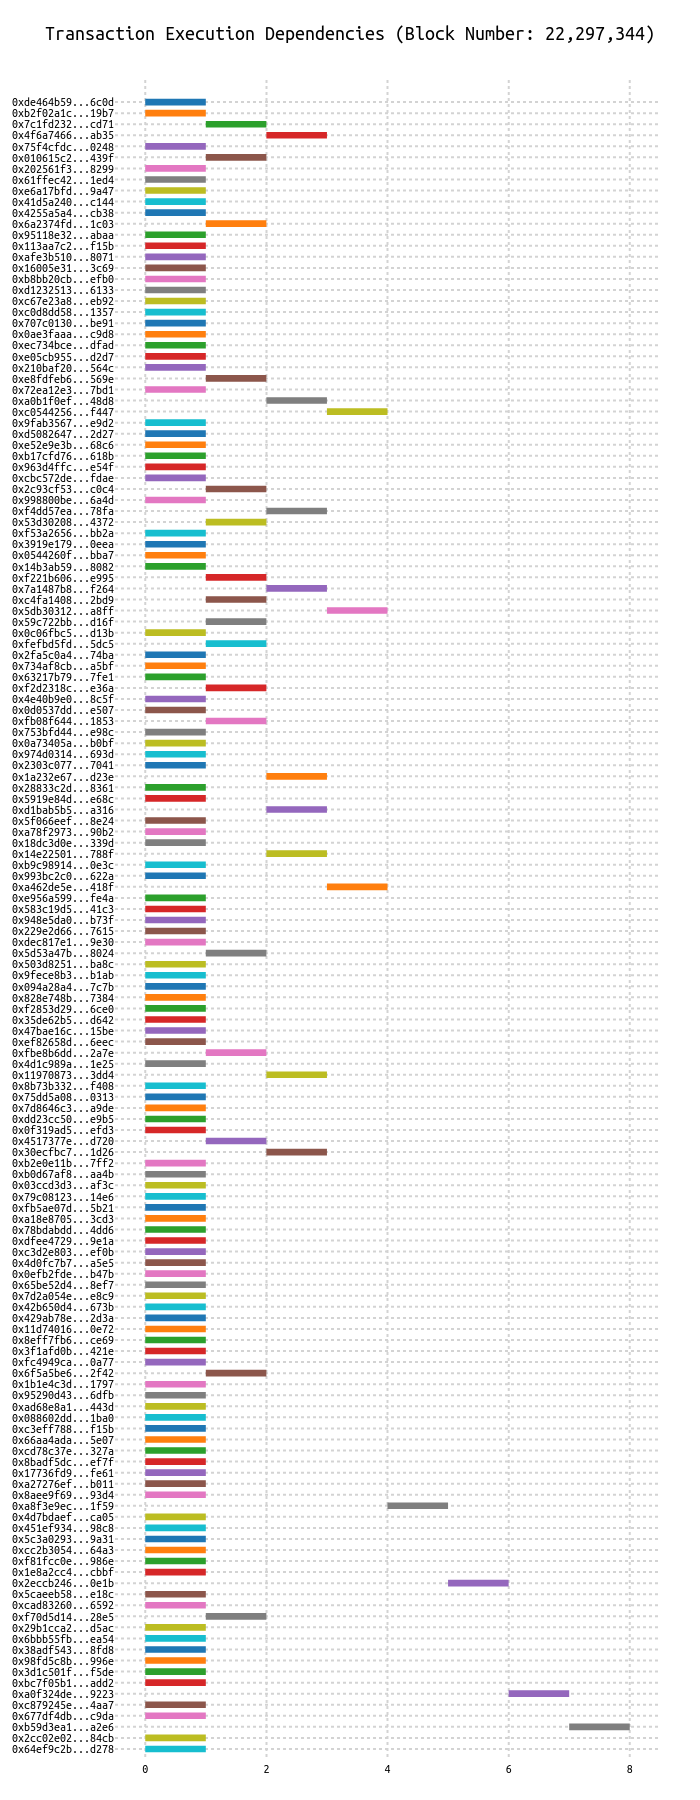 Transaction Execution Dependencies (Block Number: 22,297,344)
0xde464b59...6c0d
0xb2f02a1c...19b7
0x7c1fd232...cd71
0x4f6a7466...ab35
0x75f4cfdc...0248
0x010615c2...439f
0x202561f3...8299
0x61ffec42...1ed4
0xe6a17bfd...9a47
0x41d5a240...c144
0x4255a5a4...cb38
0x6a2374fd...1c03
0x95118e32...abaa
0x113aa7c2...f15b
0xafe3b510...8071
0x16005e31...3c69
0xb8bb20cb...efb0
0xd1232513...6133
0xc67e23a8...eb92
0xc0d8dd58...1357
0x707c0130...be91
0x0ae3faaa...c9d8
0xec734bce...dfad
0xe05cb955...d2d7
0x210baf20...564c
0xe8fdfeb6...569e
0x72ea12e3...7bd1
0xa0b1f0ef...48d8
0xc0544256...f447
0x9fab3567...e9d2
0xd5082647...2d27
0xe52e9e3b...68c6
0xb17cfd76...618b
0x963d4ffc...e54f
0xcbc572de...fdae
0x2c93cf53...c0c4
0x998800be...6a4d
0xf4dd57ea...78fa
0x53d30208...4372
0xf53a2656...bb2a
0x3919e179...0eea
0x0544260f...bba7
0x14b3ab59...8082
0xf221b606...e995
0x7a1487b8...f264
0xc4fa1408...2bd9
0x5db30312...a8ff
0x59c722bb...d16f
0x0c06fbc5...d13b
0xfefbd5fd...5dc5
0x2fa5c0a4...74ba
0x734af8cb...a5bf
0x63217b79...7fe1
0xf2d2318c...e36a
0x4e40b9e0...8c5f
0x0d0537dd...e507
0xfb08f644...1853
0x753bfd44...e98c
0x0a73405a...b0bf
0x974d0314...693d
0x2303c077...7041
0x1a232e67...d23e
0x28833c2d...8361
0x5919e84d...e68c
0xd1bab5b5...a316
0x5f066eef...8e24
0xa78f2973...90b2
0x18dc3d0e...339d
0x14e22501...788f
0xb9c98914...0e3c
0x993bc2c0...622a
0xa462de5e...418f
0xe956a599...fe4a
0x583c19d5...41c3
0x948e5da0...b73f
0x229e2d66...7615
0xdec817e1...9e30
0x5d53a47b...8024
0x503d8251...ba8c
0x9fece8b3...b1ab
0x094a28a4...7c7b
0x828e748b...7384
0xf2853d29...6ce0
0x35de62b5...d642
0x47bae16c...15be
0xef82658d...6eec
0xfbe8b6dd...2a7e
0x4d1c989a...1e25
0x11970873...3dd4
0x8b73b332...f408
0x75dd5a08...0313
0x7d8646c3...a9de
0xdd23cc50...e9b5
0x0f319ad5...efd3
0x4517377e...d720
0x30ecfbc7...1d26
0xb2e0e11b...7ff2
0xb0d67af8...aa4b
0x03ccd3d3...af3c
0x79c08123...14e6
0xfb5ae07d...5b21
0xa18e8705...3cd3
0x78bdabdd...4dd6
0xdfee4729...9e1a
0xc3d2e803...ef0b
0x4d0fc7b7...a5e5
0x0efb2fde...b47b
0x65be52d4...8ef7
0x7d2a054e...e8c9
0x42b650d4...673b
0x429ab78e...2d3a
0x11d74016...0e72
0x8eff7fb6...ce69
0x3f1afd0b...421e
0xfc4949ca...0a77
0x6f5a5be6...2f42
0x1b1e4c3d...1797
0x95290d43...6dfb
0xad68e8a1...443d
0x088602dd...1ba0
0xc3eff788...f15b
0x66aa4ada...5e07
0xcd78c37e...327a
0x8badf5dc...ef7f
0x17736fd9...fe61
0xa27276ef...b011
0x8aee9f69...93d4
0xa8f3e9ec...1f59
0x4d7bdaef...ca05
0x451ef934...98c8
0x5c3a0293...9a31
0xcc2b3054...64a3
0xf81fcc0e...986e
0x1e8a2cc4...cbbf
0x2eccb246...0e1b
0x5caeeb58...e18c
0xcad83260...6592
0xf70d5d14...28e5
0x29b1cca2...d5ac
0x6bbb55fb...ea54
0x38adf543...8fd8
0x98fd5c8b...996e
0x3d1c501f...f5de
0xbc7f05b1...add2
0xa0f324de...9223
0xc879245e...4aa7
0x677df4db...c9da
0xb59d3ea1...a2e6
0x2cc02e02...84cb
0x64ef9c2b...d278
0 2 4 6 8